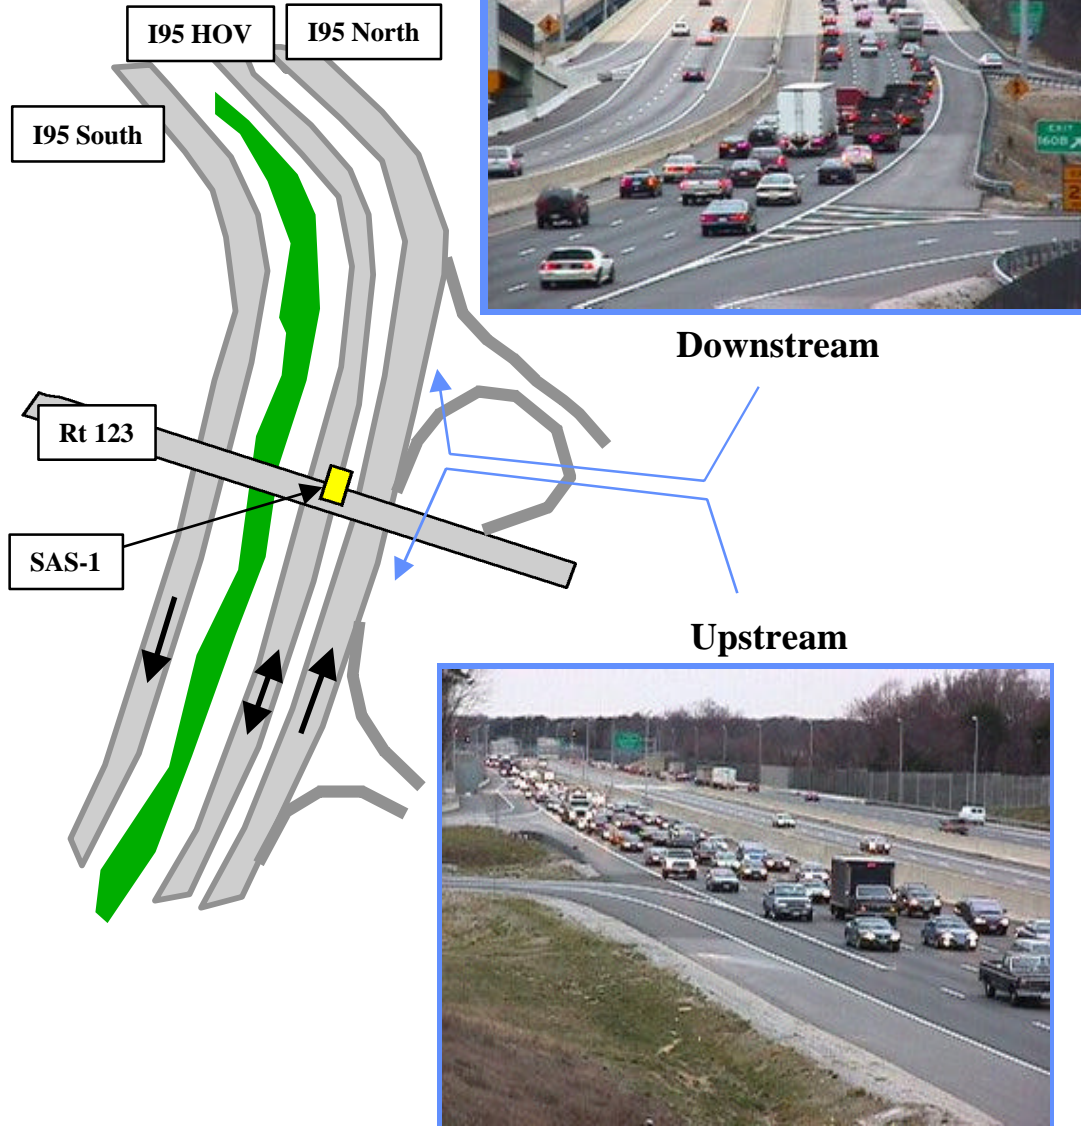 I95 HOV
I95 North
I95 South
EXIT
160B
Downstream
Rt 123
SAS-1
Upstream